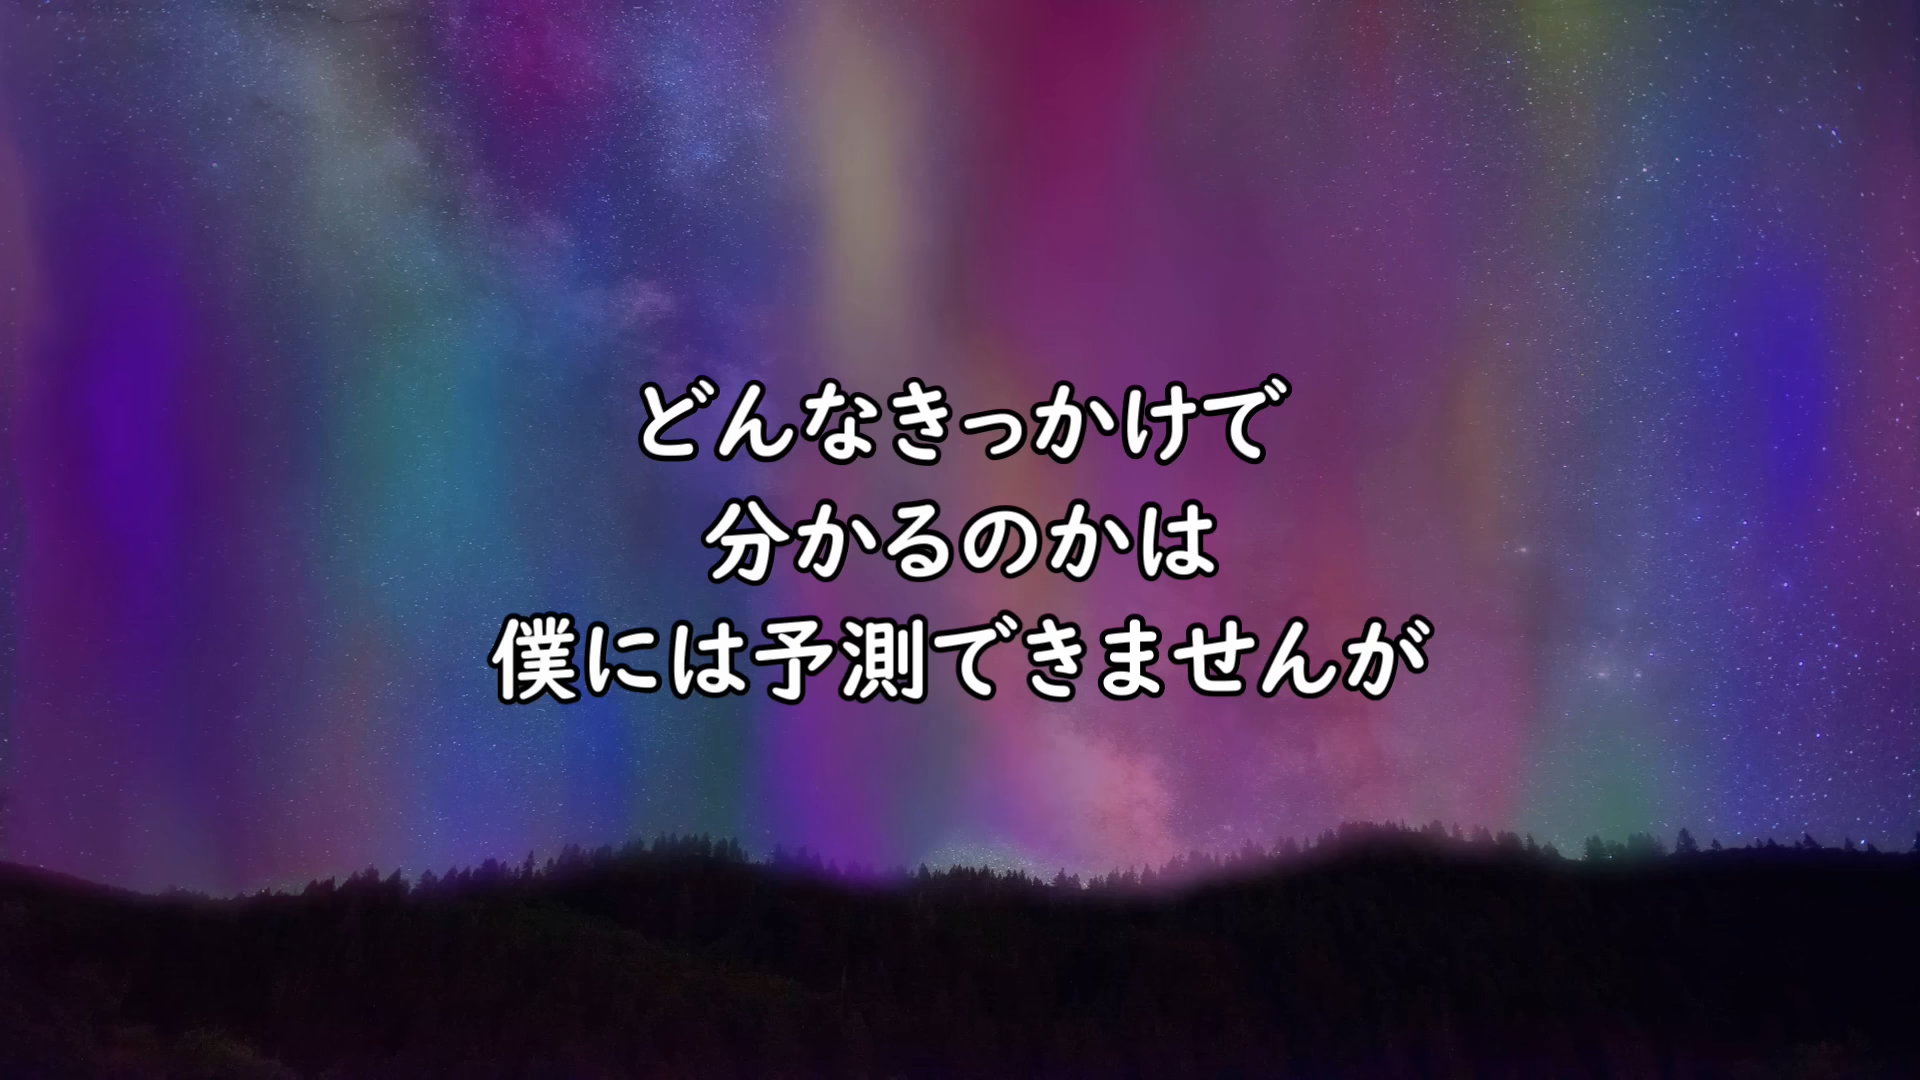 どんなきっかけで
分かるのかは
僕には予測できませんが